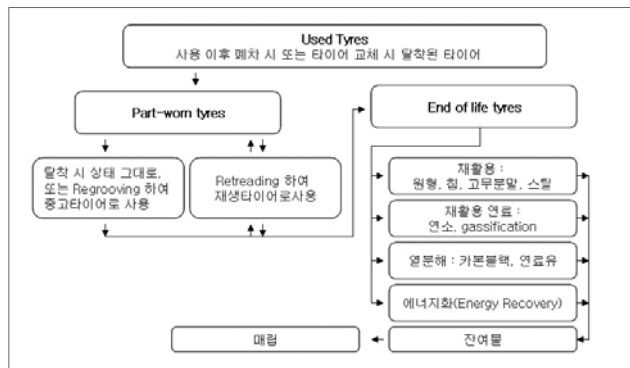 Used Tyres
사용 이후 폐차 시 또는 타이어 교체 시 탈착된 타이어
Part-worn tyres
End of life tyres
탈착 시 상태 그대로,
또는 Regrooving 하여
중고타이어로 사용
Retreading 하여
재생타이어로사용
재활용 :
원형, 칩, 고무분말, 스틸
재활용 연료 :
연소, gassification
열분해 : 카본블랙, 연료유
에너지화(Energy Recovery)
매립
잔여물